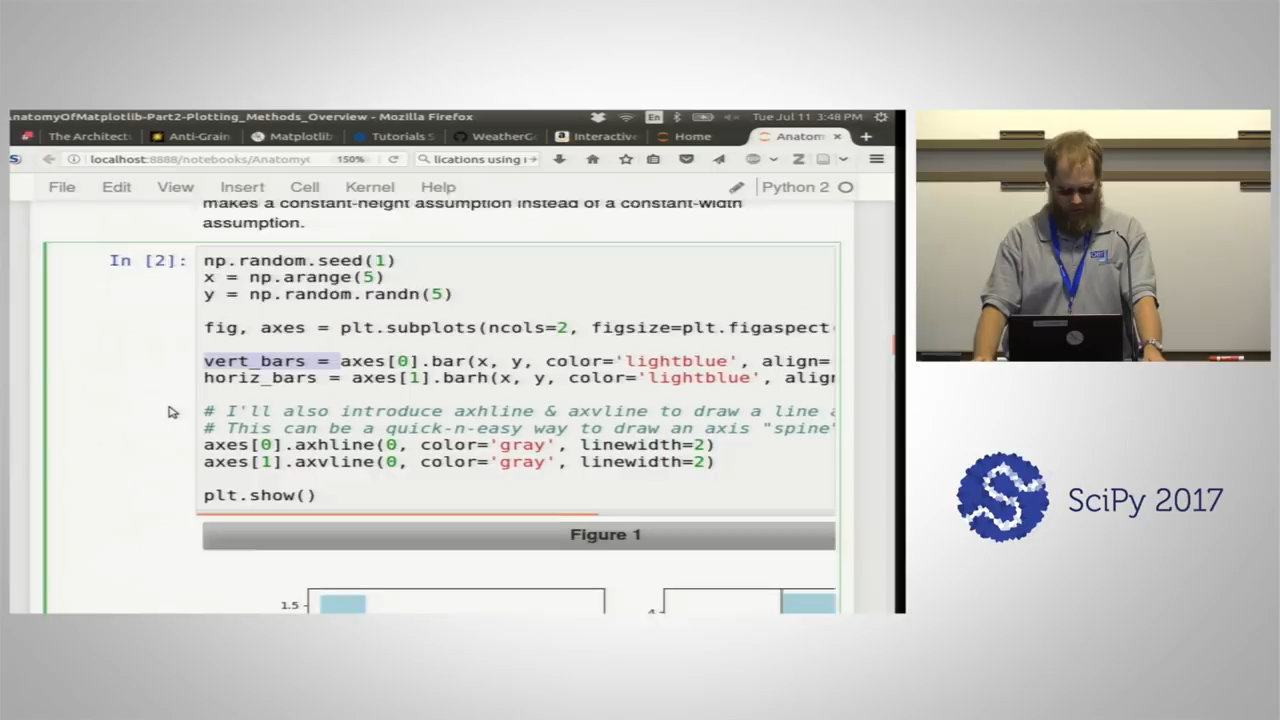 AnatomyOfMatplotlib-Part2-Plotting_Methods_Overview - Mozilla Firefox
En
Tue Jul 11 3:48 PM
The Architect
Anti-Grain
Matplotlib
Tutorials S
WeatherGe
Interactive
Home
Anatom
localhost:8888/notebooks/Anatomy
150%
lications using
File Edit View Insert Cell Kernel Help
Python 2
makes a constant-height assumption instead of a constant-width
assumption.
In [2]:
np.random.seed(1)
x = np.arange(5)
y = np.random.randn(5)
fig, axes = plt.subplots(ncols=2, figsize=plt.figaspect(
vert_bars = axes[0].bar(x, y, color='lightblue', align=
horiz_bars = axes[1].barh(x, y, color='lightblue', align
# I'll also introduce axhline & axvline to draw a line
# This can be a quick-n-easy way to draw an axis "spine"
axes[0].axhline(0, color='gray', linewidth=2)
axes[1].axvline(0, color='gray', linewidth=2)
plt.show()
Figure 1
1.5
4
SciPy 2017